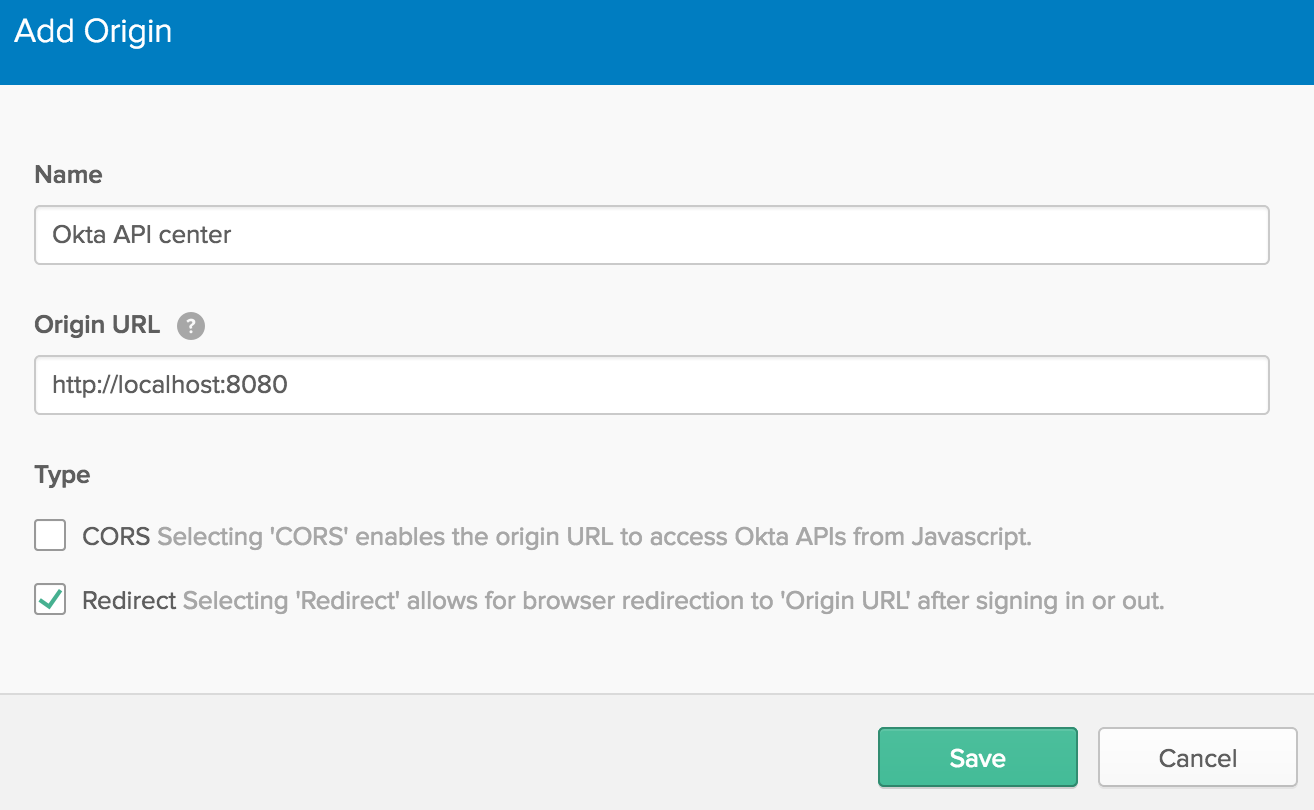 Add Origin
Name
Okta API center
Origin URL ?
http://localhost:8080
Type
CORS Selecting 'CORS' enables the origin URL to access Okta APIs from Javascript.
Redirect Selecting 'Redirect' allows for browser redirection to 'Origin URL' after signing in or out.
Save Cancel